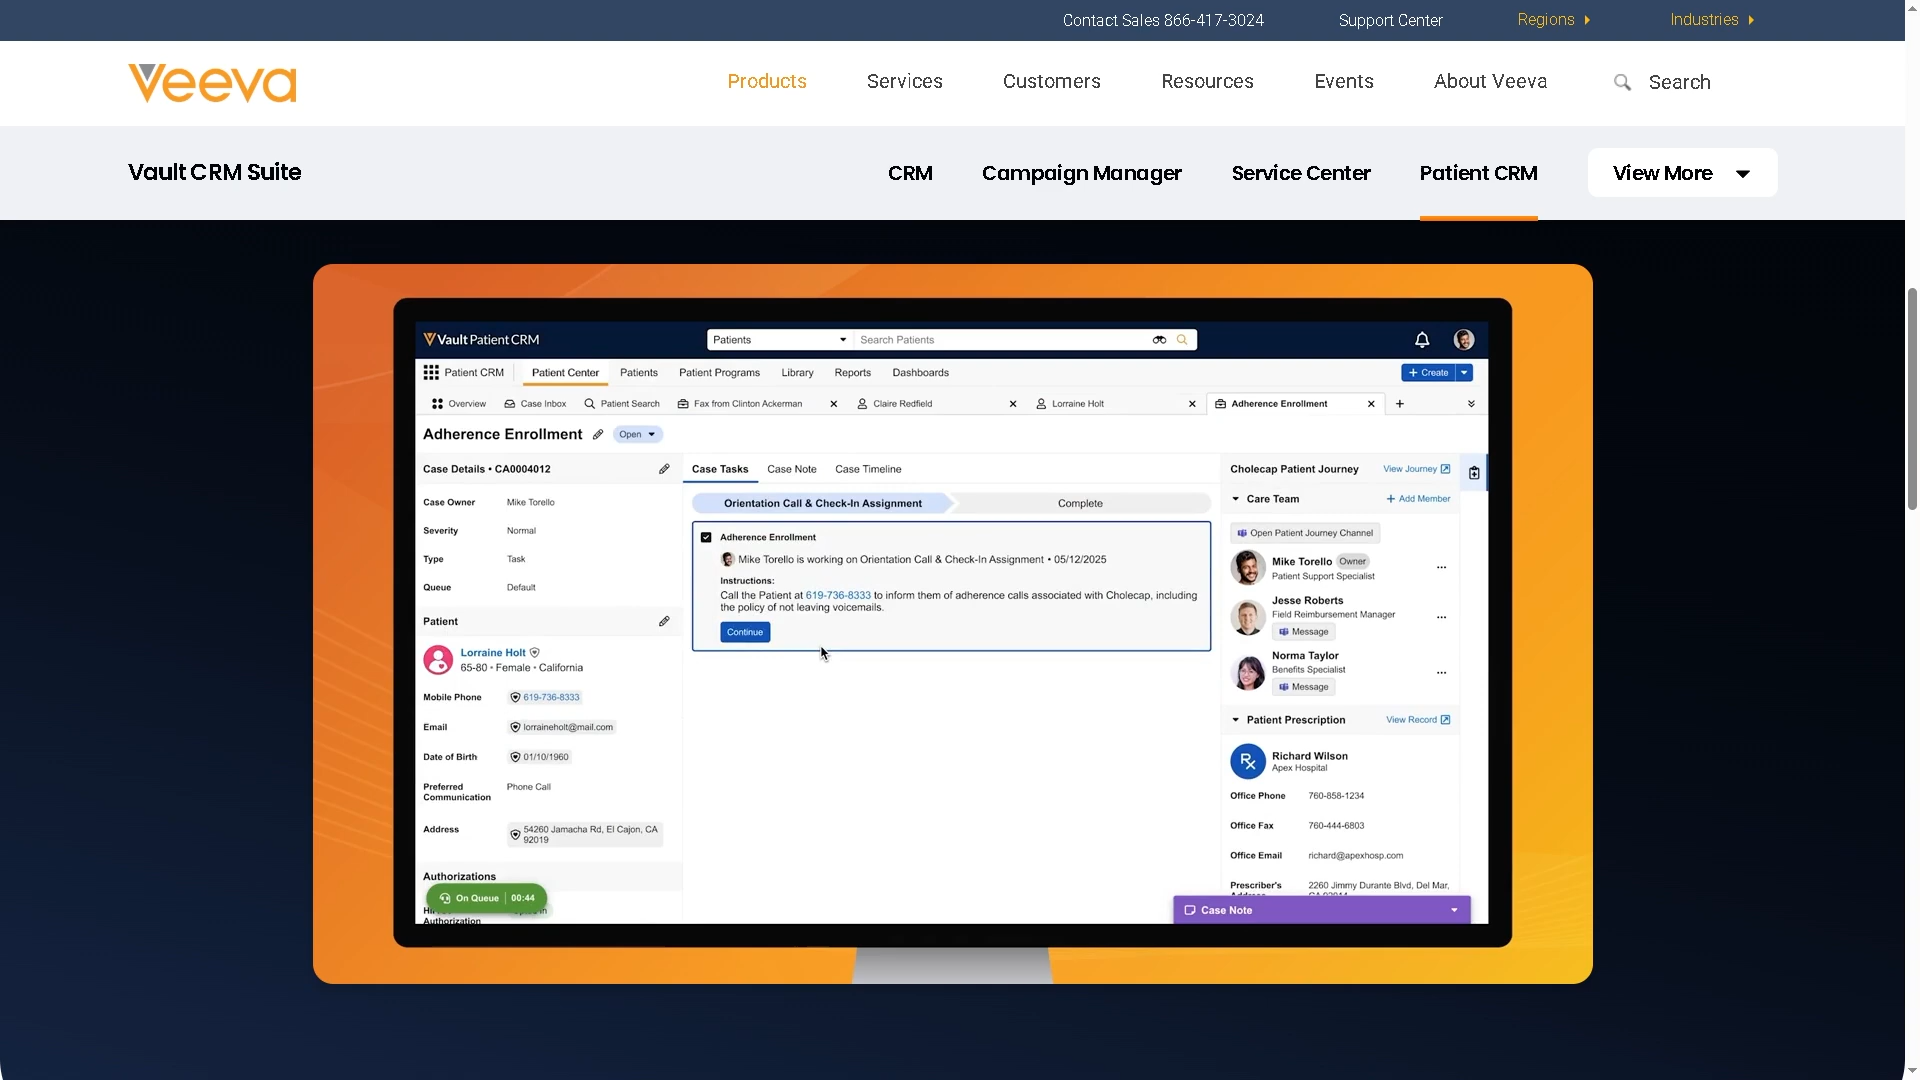 Contact Sales 866-417-3024 Support Center Regions Industries
Veeva Products Services Customers Resources Events About Veeva Search
Vault CRM Suite CRM Campaign Manager Service Center Patient CRM View More
Vault Patient CRM Patients Search Patients
Patient CRM Patient Center Patients Patient Programs Library Reports Dashboards + Create
Overview Case Inbox Patient Search Fax from Clinton Ackerman Claire Redfield Lorraine Holt Adherence Enrollment
Adherence Enrollment Open
Case Details • CA0004012
Case Owner Mike Torello
Severity Normal
Type Task
Queue Default
Patient
Lorraine Holt
65-80 • Female • California
Mobile Phone 619-736-8333
Email lorraineholt@mail.com
Date of Birth 01/10/1960
Preferred
Communication
Phone Call
Address
54260 Jamacha Rd, El Cajon, CA
92019
Authorizations
On Queue 00:44
Authorization
Case Tasks Case Note Case Timeline
Orientation Call & Check-In Assignment Complete
Adherence Enrollment
Mike Torello is working on Orientation Call & Check-In Assignment • 05/12/2025
Instructions:
Call the Patient at 619-736-8333 to inform them of adherence calls associated with Cholecap, including
the policy of not leaving voicemails.
Continue
Cholecap Patient Journey View Journey
Care Team + Add Member
Open Patient Journey Channel
Mike Torello Owner
Patient Support Specialist
Jesse Roberts
Field Reimbursement Manager
Message
Norma Taylor
Benefits Specialist
Message
Patient Prescription View Record
Rx
Richard Wilson
Apex Hospital
Office Phone 760-858-1234
Office Fax 760-444-6803
Office Email richard@apexhosp.com
Prescriber's 2260 Jimmy Durante Blvd, Del Mar,
Case Note